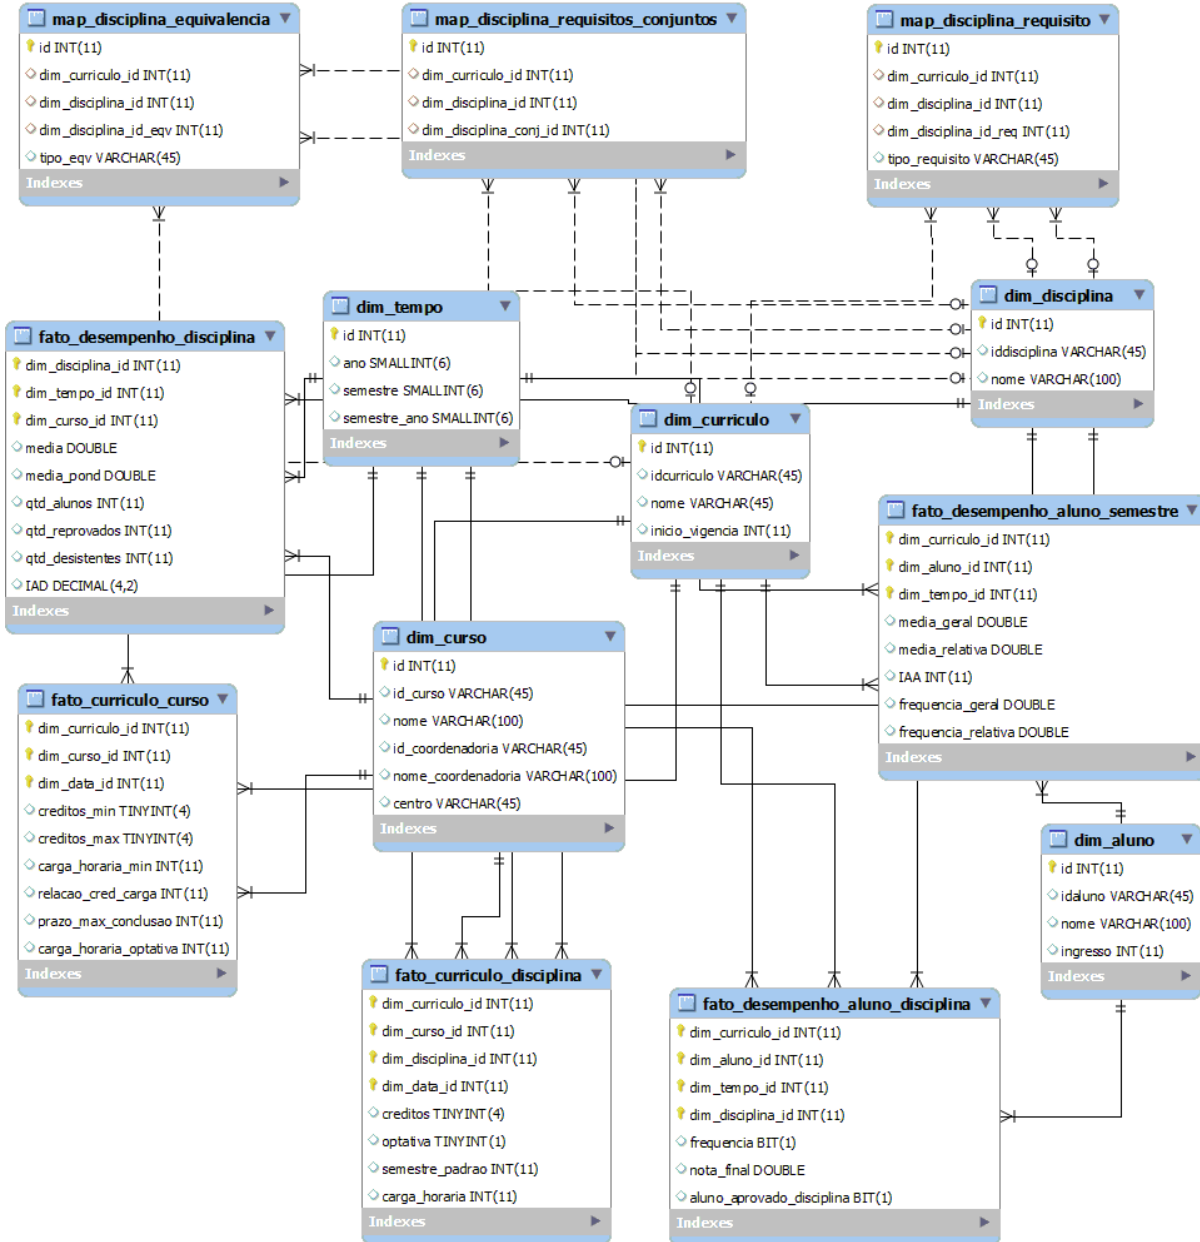 map_disciplina_equivalencia
id INT(11)
dim_curriculo_id INT(11)
dim_disciplina_id INT(11)
dim_disciplina_id_eqv INT(11)
tipo_eqv VARCHAR(45)
Indexes
map_disciplina_requisitos_conjuntos
id INT(11)
dim_curriculo_id INT(11)
dim_disciplina_id INT(11)
dim_disciplina_conj_id INT(11)
Indexes
map_disciplina_requisito
id INT(11)
dim_curriculo_id INT(11)
dim_disciplina_id INT(11)
dim_disciplina_id_req INT(11)
tipo_requisito VARCHAR(45)
Indexes
fato_desempenho_disciplina
dim_disciplina_id INT(11)
dim_tempo_id INT(11)
dim_curso_id INT(11)
media DOUBLE
media_pond DOUBLE
qtd_alunos INT(11)
qtd_reprovados INT(11)
qtd_desistentes INT(11)
IAD DECIMAL(4,2)
Indexes
dim_tempo
id INT(11)
ano SMALLINT(6)
semestre SMALLINT(6)
semestre_ano SMALLINT(6)
Indexes
dim_disciplina
id INT(11)
iddisciplina VARCHAR(45)
nome VARCHAR(100)
Indexes
dim_curriculo
id INT(11)
idcurriculo VARCHAR(45)
nome VARCHAR(45)
inicio_vigencia INT(11)
Indexes
fato_desempenho_aluno_semestre
dim_curriculo_id INT(11)
dim_aluno_id INT(11)
dim_tempo_id INT(11)
media_geral DOUBLE
media_relativa DOUBLE
IAA INT(11)
frequencia_geral DOUBLE
frequencia_relativa DOUBLE
Indexes
dim_curso
id INT(11)
id_curso VARCHAR(45)
nome VARCHAR(100)
id_coordenadoria VARCHAR(45)
nome_coordenadoria VARCHAR(100)
centro VARCHAR(45)
Indexes
fato_curriculo_curso
dim_curriculo_id INT(11)
dim_curso_id INT(11)
dim_data_id INT(11)
creditos_min TINYINT(4)
creditos_max TINYINT(4)
carga_horaria_min INT(11)
relacao_cred_carga INT(11)
prazo_max_conclusao INT(11)
carga_horaria_optativa INT(11)
Indexes
dim_aluno
id INT(11)
idaluno VARCHAR(45)
nome VARCHAR(100)
ingresso INT(11)
Indexes
fato_curriculo_disciplina
dim_curriculo_id INT(11)
dim_curso_id INT(11)
dim_disciplina_id INT(11)
dim_data_id INT(11)
creditos TINYINT(4)
optativa TINYINT(1)
semestre_padrao INT(11)
carga_horaria INT(11)
Indexes
fato_desempenho_aluno_disciplina
dim_curriculo_id INT(11)
dim_aluno_id INT(11)
dim_tempo_id INT(11)
dim_disciplina_id INT(11)
frequencia BIT(1)
nota_final DOUBLE
aluno_aprovado_disciplina BIT(1)
Indexes